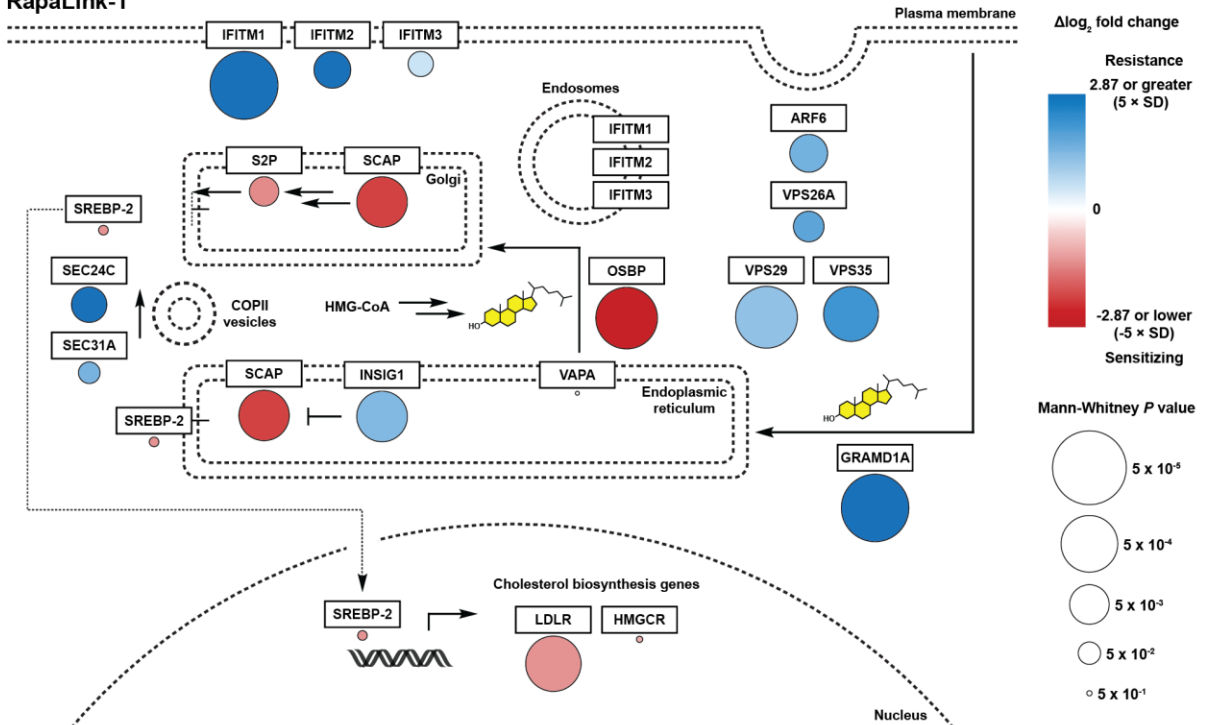 RapaLink-1
Plasma membrane
IFITM1
IFITM2
IFITM3
Endosomes
IFITM1
IFITM2
IFITM3
ARF6
VPS26A
VPS29
VPS35
S2P
SCAP
Golgi
SREBP-2
SEC24C
SEC31A
COPII
vesicles
HMG-CoA
HO
OSBP
SCAP
INSIG1
VAPA
Endoplasmic
reticulum
SREBP-2
HO
GRAMD1A
Cholesterol biosynthesis genes
SREBP-2
LDLR
HMGCR
Nucleus
Δlog₂ fold change
Resistance
2.87 or greater
(5 × SD)
0
-2.87 or lower
(-5 × SD)
Sensitizing
Mann-Whitney P value
5 x 10⁻⁵
5 x 10⁻⁴
5 x 10⁻³
5 x 10⁻²
5 x 10⁻¹